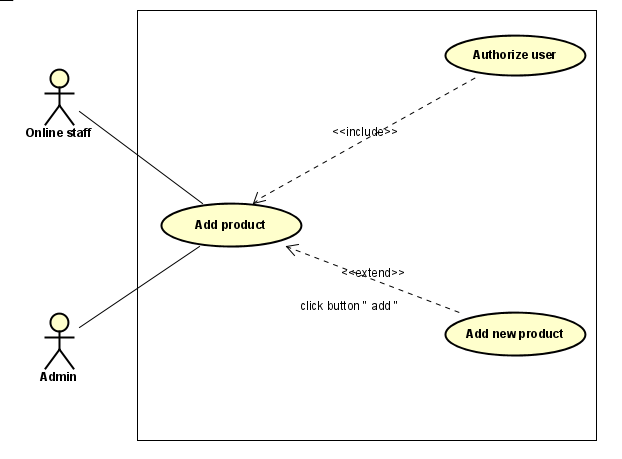 Authorize user
Online staff
<<include>>
Add product
<<extend>>
click button " add "
Add new product
Admin